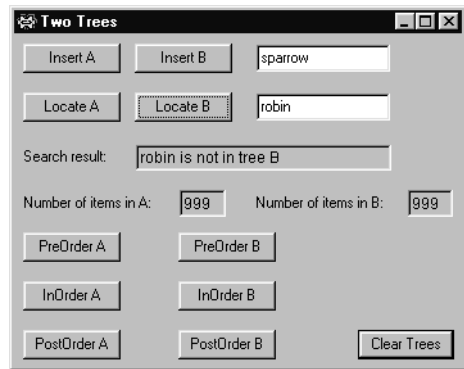 Two Trees
Insert A Insert B sparrow
Locate A Locate B robin
Search result: robin is not in tree B
Number of items in A: 999 Number of items in B: 999
PreOrder A PreOrder B
InOrder A InOrder B
PostOrder A PostOrder B Clear Trees